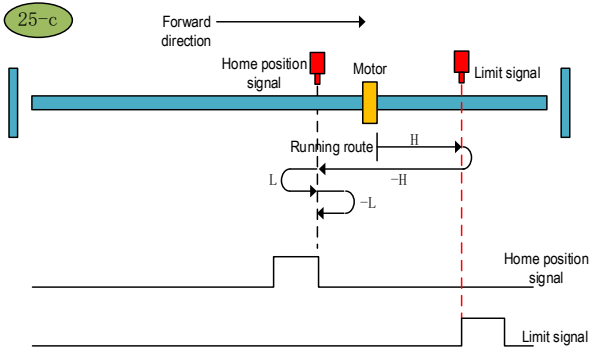 25-c
Forward
direction
Home position
signal
Motor
Limit signal
Running route
H
-H
L
-L
Home position
signal
Limit signal